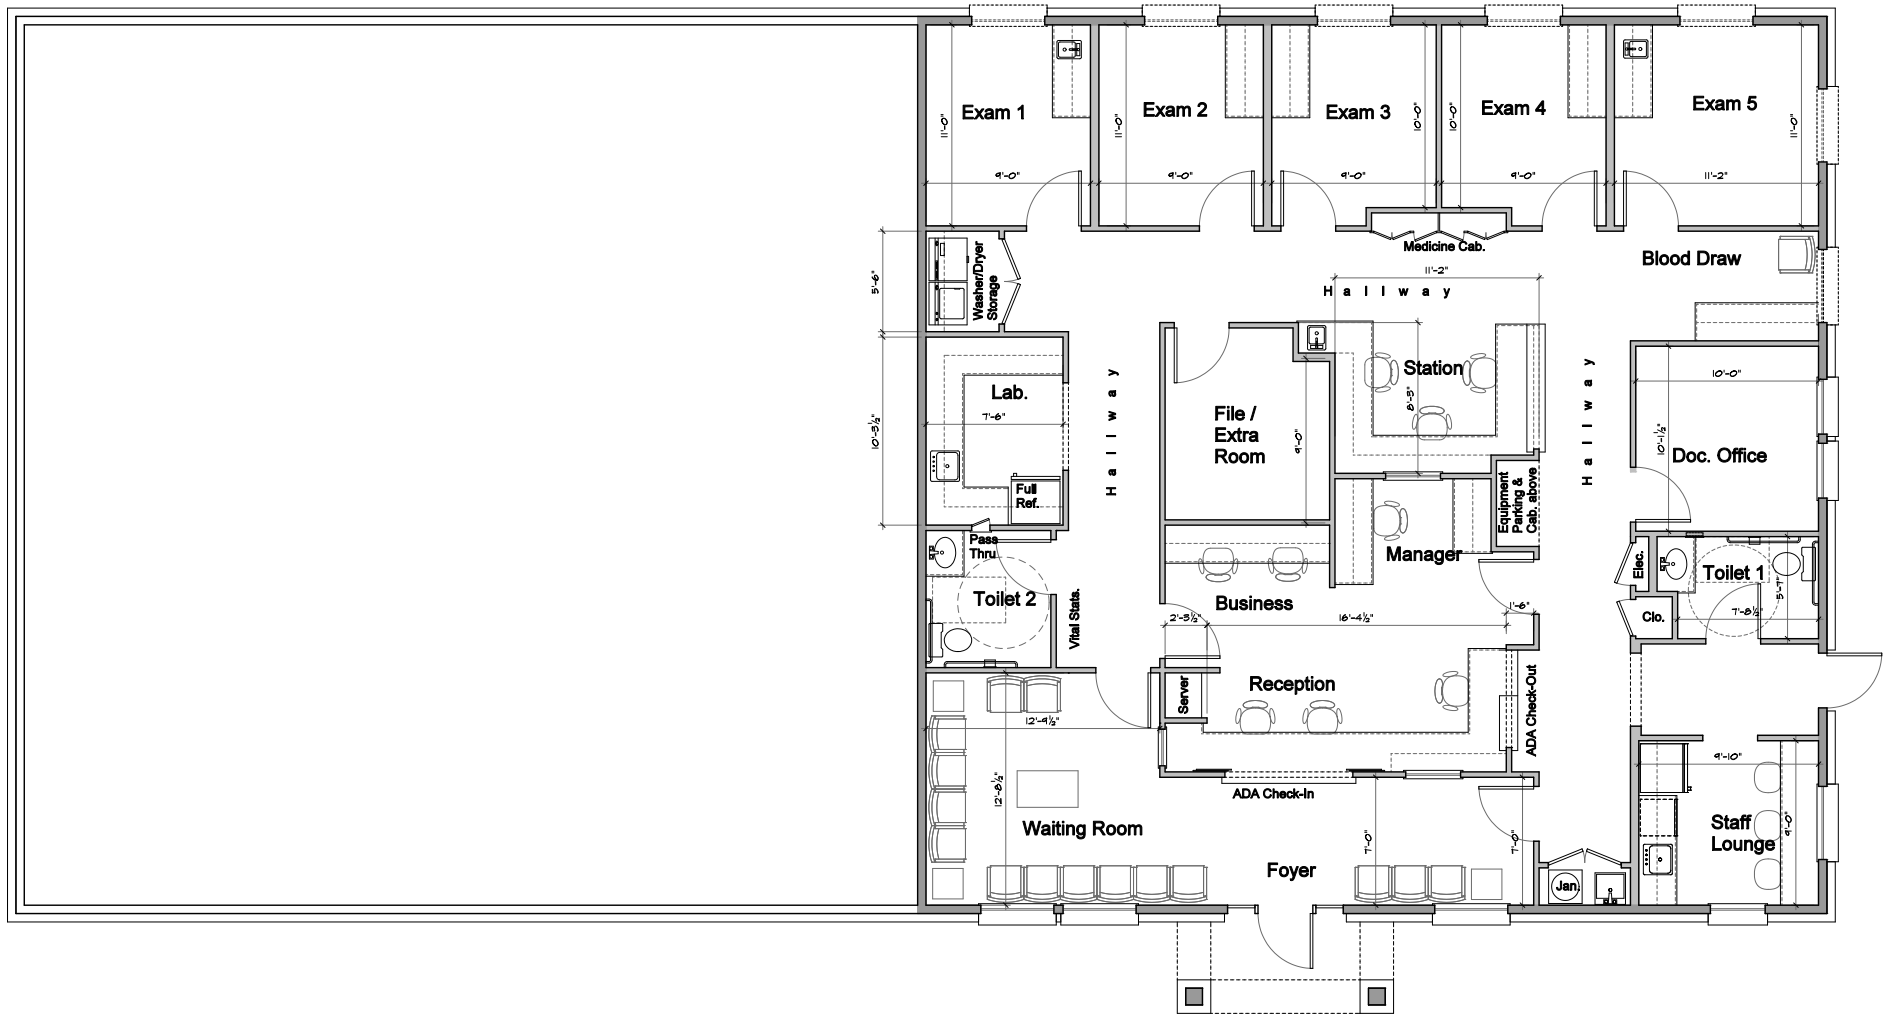 Exam 1
Exam 2
Exam 3
Exam 4
Exam 5
11'-0"
11'-0"
10'-0"
10'-0"
11'-0"
9'-0"
9'-0"
9'-0"
9'-0"
11'-2"
Washer/Dryer
Storage
5'-6"
Medicine Cab.
11'-2"
Hallway
Blood Draw
Lab.
7'-6"
10'-3½"
Full
Ref.
Hallway
File /
Extra
Room
9'-0"
Station
8'-3"
Hallway
10'-0"
10'-1½"
Doc. Office
Equipment
Parking &
Cab. above
Pass
Thru
Toilet 2
Vital Stats.
Manager
Business
2'-3½"
18'-4½"
1'-6"
Elec.
Clo.
Toilet 1
5'-7"
7'-8½"
Server
Reception
ADA Check-Out
12'-9½"
12'-8½"
ADA Check-In
Waiting Room
Foyer
7'-0"
7'-0"
Jan.
9'-10"
9'-0"
Staff
Lounge